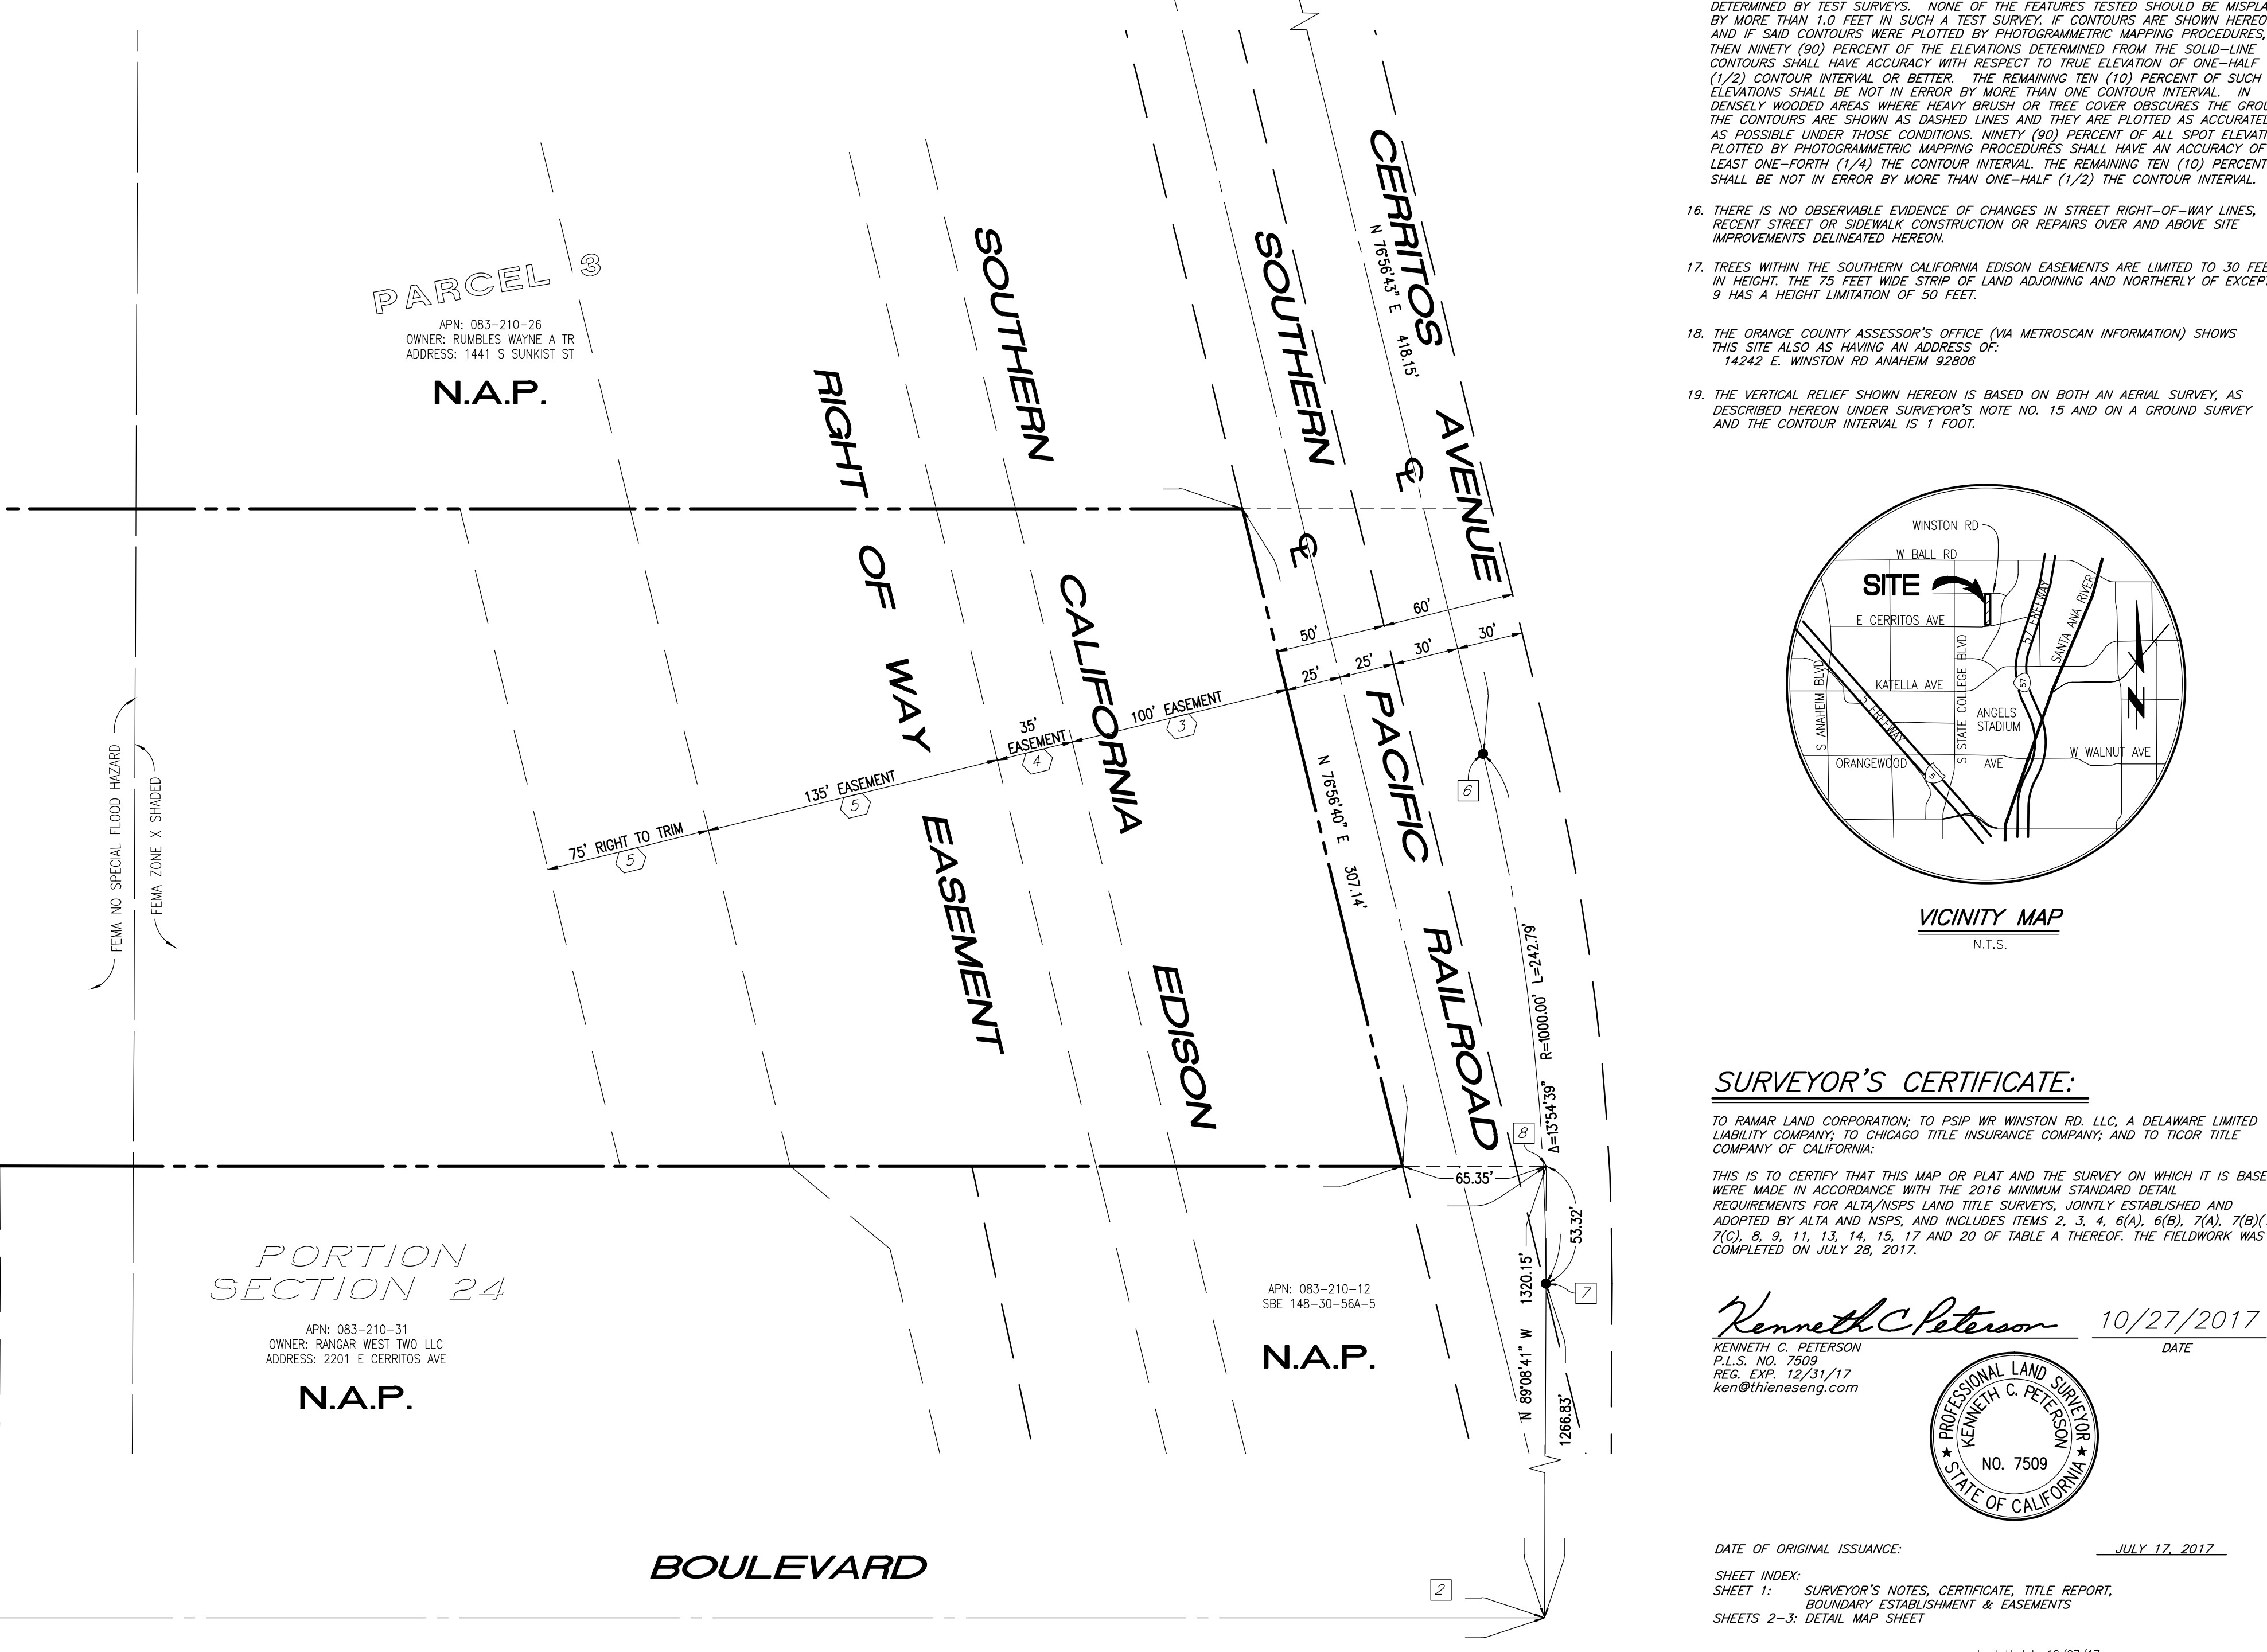 PARCEL 3
APN: 083-210-26
OWNER: RUMBLES WAYNE A TR
ADDRESS: 1441 S SUNKIST ST
N.A.P.
FEMA NO SPECIAL FLOOD HAZARD
FEMA ZONE X SHADED
RIGHT OF WAY EASEMENT
SOUTHERN CALIFORNIA EDISON
SOUTHERN PACIFIC RAILROAD
CERRITOS AVENUE
N 76°56'43" E 418.15'
60'
50'
30'
30'
25'
25'
100' EASEMENT
3
35'
EASEMENT
4
135' EASEMENT
5
75' RIGHT TO TRIM
5
N 76°56'40" E 307.14'
6
Δ=13°54'39" R=1000.00' L=242.79'
8
65.35'
53.32'
7
N 89°08'41" W 1320.15'
1266.83'
PORTION
SECTION 24
APN: 083-210-31
OWNER: RANGAR WEST TWO LLC
ADDRESS: 2201 E CERRITOS AVE
N.A.P.
APN: 083-210-12
SBE 148-30-56A-5
N.A.P.
BOULEVARD
2
DETERMINED BY TEST SURVEYS. NONE OF THE FEATURES TESTED SHOULD BE
BY MORE THAN 1.0 FEET IN SUCH A TEST SURVEY. IF CONTOURS ARE SHOWN
AND IF SAID CONTOURS WERE PLOTTED BY PHOTOGRAMMETRIC MAPPING PROCEDURES,
THEN NINETY (90) PERCENT OF THE ELEVATIONS DETERMINED FROM THE SOLID-LINE
CONTOURS SHALL HAVE ACCURACY WITH RESPECT TO TRUE ELEVATION OF ONE-HALF
(1/2) CONTOUR INTERVAL OR BETTER. THE REMAINING TEN (10) PERCENT OF SUCH
ELEVATIONS SHALL BE NOT IN ERROR BY MORE THAN ONE CONTOUR INTERVAL. IN
DENSELY WOODED AREAS WHERE HEAVY BRUSH OR TREE COVER OBSCURES THE
THE CONTOURS ARE SHOWN AS DASHED LINES AND THEY ARE PLOTTED AS
AS POSSIBLE UNDER THOSE CONDITIONS. NINETY (90) PERCENT OF ALL SPOT
PLOTTED BY PHOTOGRAMMETRIC MAPPING PROCEDURES SHALL HAVE AN ACCURACY OF
LEAST ONE-FORTH (1/4) THE CONTOUR INTERVAL. THE REMAINING TEN (10) PERCENT
SHALL BE NOT IN ERROR BY MORE THAN ONE-HALF (1/2) THE CONTOUR INTERVAL.
16. THERE IS NO OBSERVABLE EVIDENCE OF CHANGES IN STREET RIGHT-OF-WAY LINES,
RECENT STREET OR SIDEWALK CONSTRUCTION OR REPAIRS OVER AND ABOVE SITE
IMPROVEMENTS DELINEATED HEREON.
17. TREES WITHIN THE SOUTHERN CALIFORNIA EDISON EASEMENTS ARE LIMITED TO 30
IN HEIGHT. THE 75 FEET WIDE STRIP OF LAND ADJOINING AND NORTHERLY OF
9 HAS A HEIGHT LIMITATION OF 50 FEET.
18. THE ORANGE COUNTY ASSESSOR'S OFFICE (VIA METROSCAN INFORMATION) SHOWS
THIS SITE ALSO AS HAVING AN ADDRESS OF:
14242 E. WINSTON RD ANAHEIM 92806
19. THE VERTICAL RELIEF SHOWN HEREON IS BASED ON BOTH AN AERIAL SURVEY, AS
DESCRIBED HEREON UNDER SURVEYOR'S NOTE NO. 15 AND ON A GROUND SURVEY
AND THE CONTOUR INTERVAL IS 1 FOOT.
WINSTON RD
W BALL RD
SITE
E CERRITOS AVE
57 FREEWAY
SANTA ANA RIVER
S STATE COLLEGE BLVD
S ANAHEIM BLVD
KATELLA AVE
57
5 FREEWAY
ANGELS
STADIUM
W WALNUT AVE
ORANGEWOOD AVE
5
N
VICINITY MAP
N.T.S.
SURVEYOR'S CERTIFICATE:
TO RAMAR LAND CORPORATION; TO PSIP WR WINSTON RD. LLC, A DELAWARE LIMITED
LIABILITY COMPANY; TO CHICAGO TITLE INSURANCE COMPANY; AND TO TICOR TITLE
COMPANY OF CALIFORNIA:
THIS IS TO CERTIFY THAT THIS MAP OR PLAT AND THE SURVEY ON WHICH IT IS
WERE MADE IN ACCORDANCE WITH THE 2016 MINIMUM STANDARD DETAIL
REQUIREMENTS FOR ALTA/NSPS LAND TITLE SURVEYS, JOINTLY ESTABLISHED AND
ADOPTED BY ALTA AND NSPS, AND INCLUDES ITEMS 2, 3, 4, 6(A), 6(B), 7(A),
7(C), 8, 9, 11, 13, 14, 15, 17 AND 20 OF TABLE A THEREOF. THE FIELDWORK WAS
COMPLETED ON JULY 28, 2017.
Kenneth C Peterson
10/27/2017
KENNETH C. PETERSON
DATE
P.L.S. NO. 7509
REG. EXP. 12/31/17
ken@thieneseng.com
PROFESSIONAL LAND SURVEYOR
KENNETH C. PETERSON
NO. 7509
STATE OF CALIFORNIA
DATE OF ORIGINAL ISSUANCE: JULY 17, 2017
SHEET INDEX:
SHEET 1: SURVEYOR'S NOTES, CERTIFICATE, TITLE REPORT,
BOUNDARY ESTABLISHMENT & EASEMENTS
SHEETS 2-3: DETAIL MAP SHEET